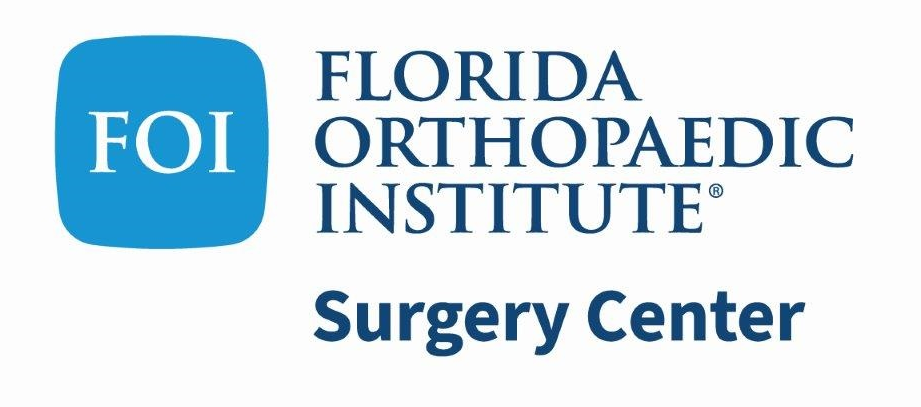 FOI
FLORIDA
ORTHOPAEDIC
INSTITUTE®
Surgery Center